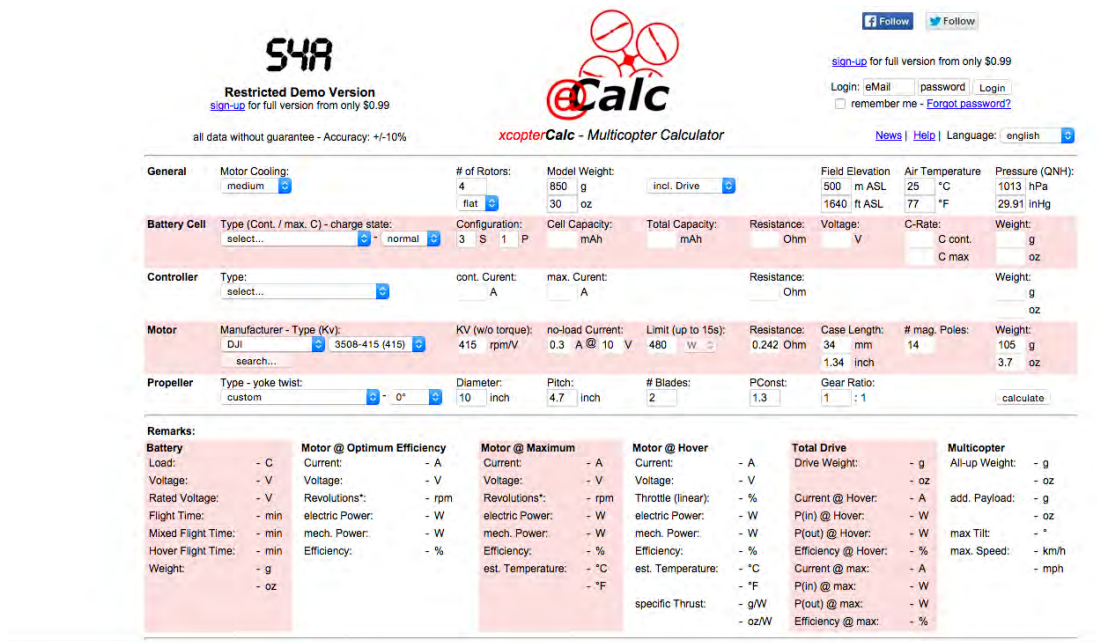 Follow Follow
S4A
sign-up for full version from only $0.99
Restricted Demo Version
sign-up for full version from only $0.99
@Calc
Login: eMail password Login
remember me - Forgot password?
all data without guarantee - Accuracy: +/-10%
xcopterCalc - Multicopter Calculator
News | Help | Language: english
General Motor Cooling: # of Rotors: Model Weight: Field Elevation Air Temperature Pressure (QNH):
medium 4 850 g incl. Drive 500 m ASL 25 °C 1013 hPa
flat 30 oz 1640 ft ASL 77 °F 29.91 inHg
Battery Cell Type (Cont. / max. C) - charge state: Configuration: Cell Capacity: Total Capacity: Resistance: Voltage: C-Rate: Weight:
select... - normal 3 S 1 P mAh mAh Ohm V C cont. g
C max oz
Controller Type: cont. Curent: max. Curent: Resistance: Weight:
select... A A Ohm g
oz
Motor Manufacturer - Type (Kv): KV (w/o torque): no-load Current: Limit (up to 15s): Resistance: Case Length: # mag. Poles: Weight:
DJI 3508-415 (415) 415 rpm/V 0.3 A @ 10 V 480 W 0.242 Ohm 34 mm 14 105 g
search... 1.34 inch 3.7 oz
Propeller Type - yoke twist: Diameter: Pitch: # Blades: PConst: Gear Ratio:
custom - 0° 10 inch 4.7 inch 2 1.3 1 : 1 calculate
Remarks:
Battery Motor @ Optimum Efficiency Motor @ Maximum Motor @ Hover Total Drive Multicopter
Load: - C Current: - A Current: - A Current: - A Drive Weight: - g All-up Weight: - g
Voltage: - V Voltage: - V Voltage: - V Voltage: - V - oz - oz
Rated Voltage: - V Revolutions*: - rpm Revolutions*: - rpm Throttle (linear): - % Current @ Hover: - A add. Payload: - g
Flight Time: - min electric Power: - W electric Power: - W electric Power: - W P(in) @ Hover: - W - oz
Mixed Flight Time: - min mech. Power: - W mech. Power: - W mech. Power: - W P(out) @ Hover: - W max Tilt: - °
Hover Flight Time: - min Efficiency: - % Efficiency: - % Efficiency: - % Efficiency @ Hover: - % max. Speed: - km/h
Weight: - g est. Temperature: - °C est. Temperature: - °C Current @ max: - A - mph
- oz - °F - °F P(in) @ max: - W
specific Thrust: - g/W P(out) @ max: - W
- oz/W Efficiency @ max: - %